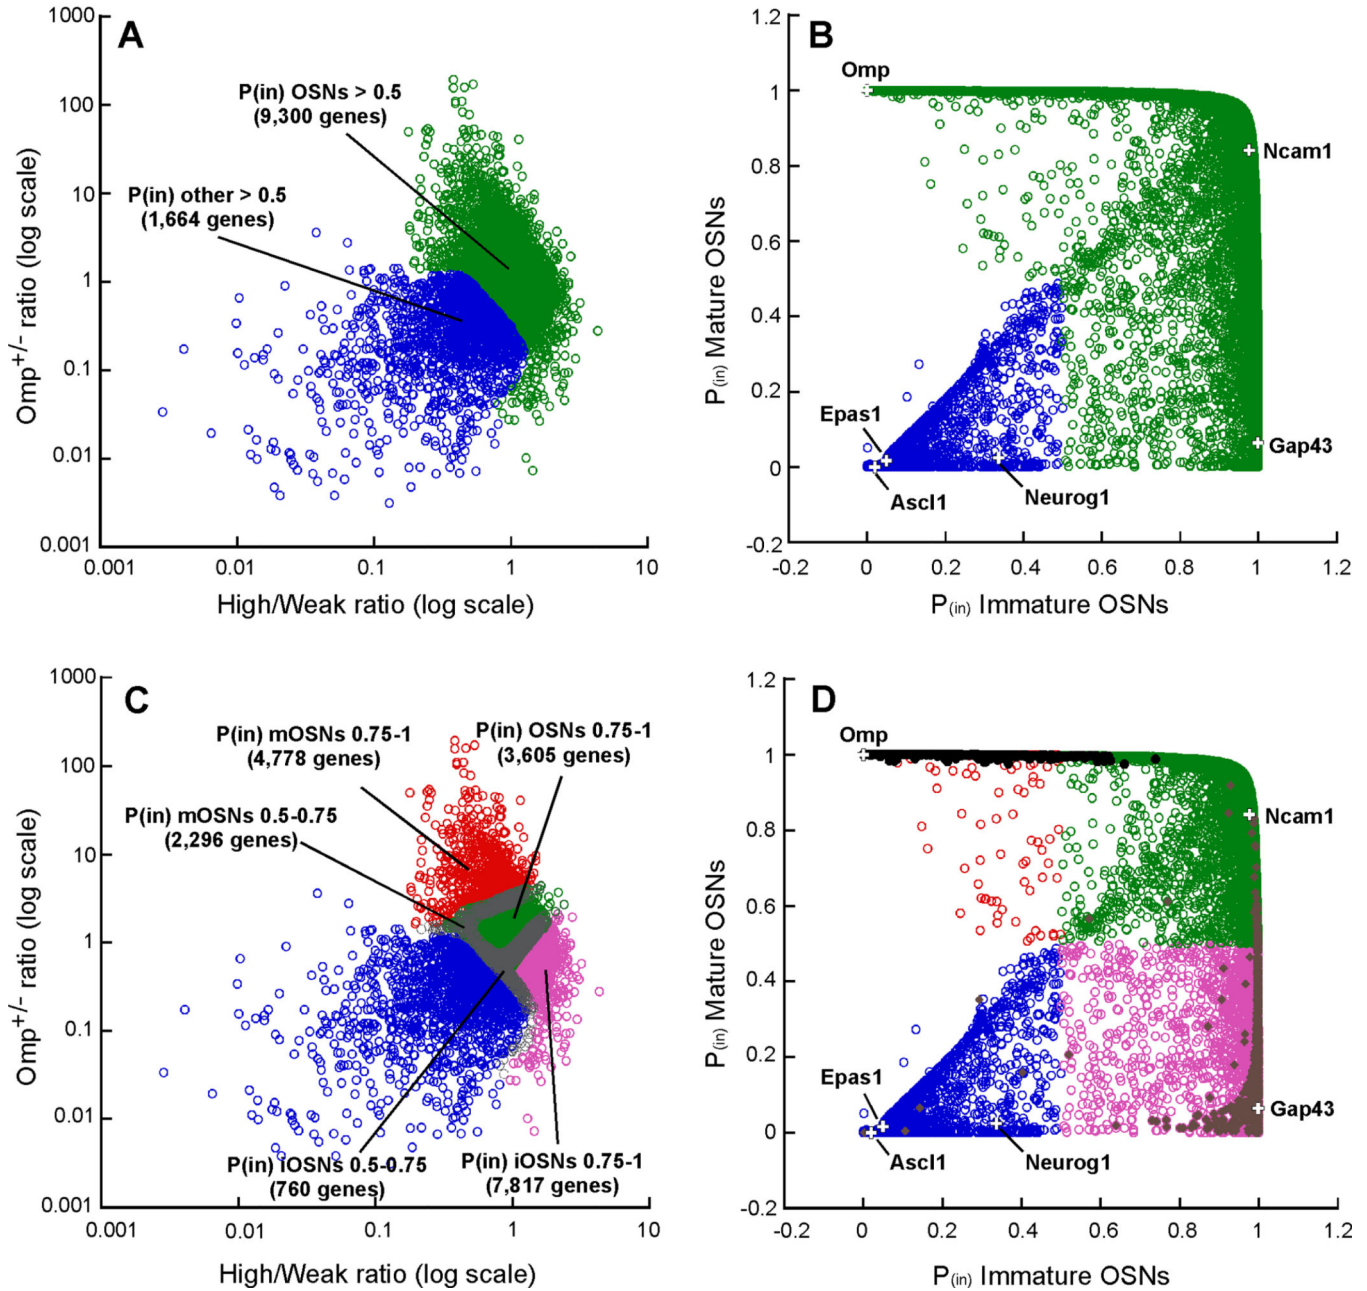 A
1000
100
10
1
0.1
0.01
0.001
Omp+/- ratio (log scale)
P(in) OSNs > 0.5
(9,300 genes)
P(in) other > 0.5
(1,664 genes)
0.001
0.01
0.1
1
10
High/Weak ratio (log scale)
B
1.2
1
0.8
0.6
0.4
0.2
0
-0.2
P(in) Mature OSNs
Omp
Ncam1
Epas1
Gap43
Ascl1
Neurog1
-0.2
0
0.2
0.4
0.6
0.8
1
1.2
P(in) Immature OSNs
C
1000
100
10
1
0.1
0.01
0.001
Omp+/- ratio (log scale)
P(in) mOSNs 0.75-1
(4,778 genes)
P(in) OSNs 0.75-1
(3,605 genes)
P(in) mOSNs 0.5-0.75
(2,296 genes)
P(in) iOSNs 0.5-0.75
(760 genes)
P(in) iOSNs 0.75-1
(7,817 genes)
0.001
0.01
0.1
1
10
High/Weak ratio (log scale)
D
1.2
1
0.8
0.6
0.4
0.2
0
-0.2
P(in) Mature OSNs
Omp
Ncam1
Epas1
Gap43
Ascl1
Neurog1
-0.2
0
0.2
0.4
0.6
0.8
1
1.2
P(in) Immature OSNs